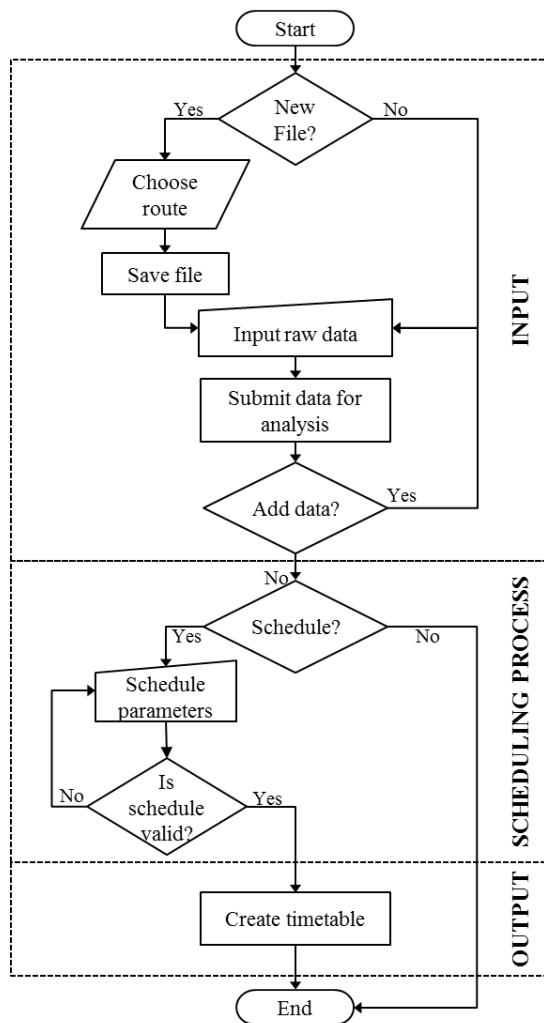 Start
New
File?
Yes
No
Choose
route
Save file
Input raw data
Submit data for
analysis
Add data?
Yes
INPUT
No
Schedule?
Yes
No
Schedule
parameters
Is
schedule
valid?
No
Yes
SCHEDULING PROCESS
Create timetable
OUTPUT
End